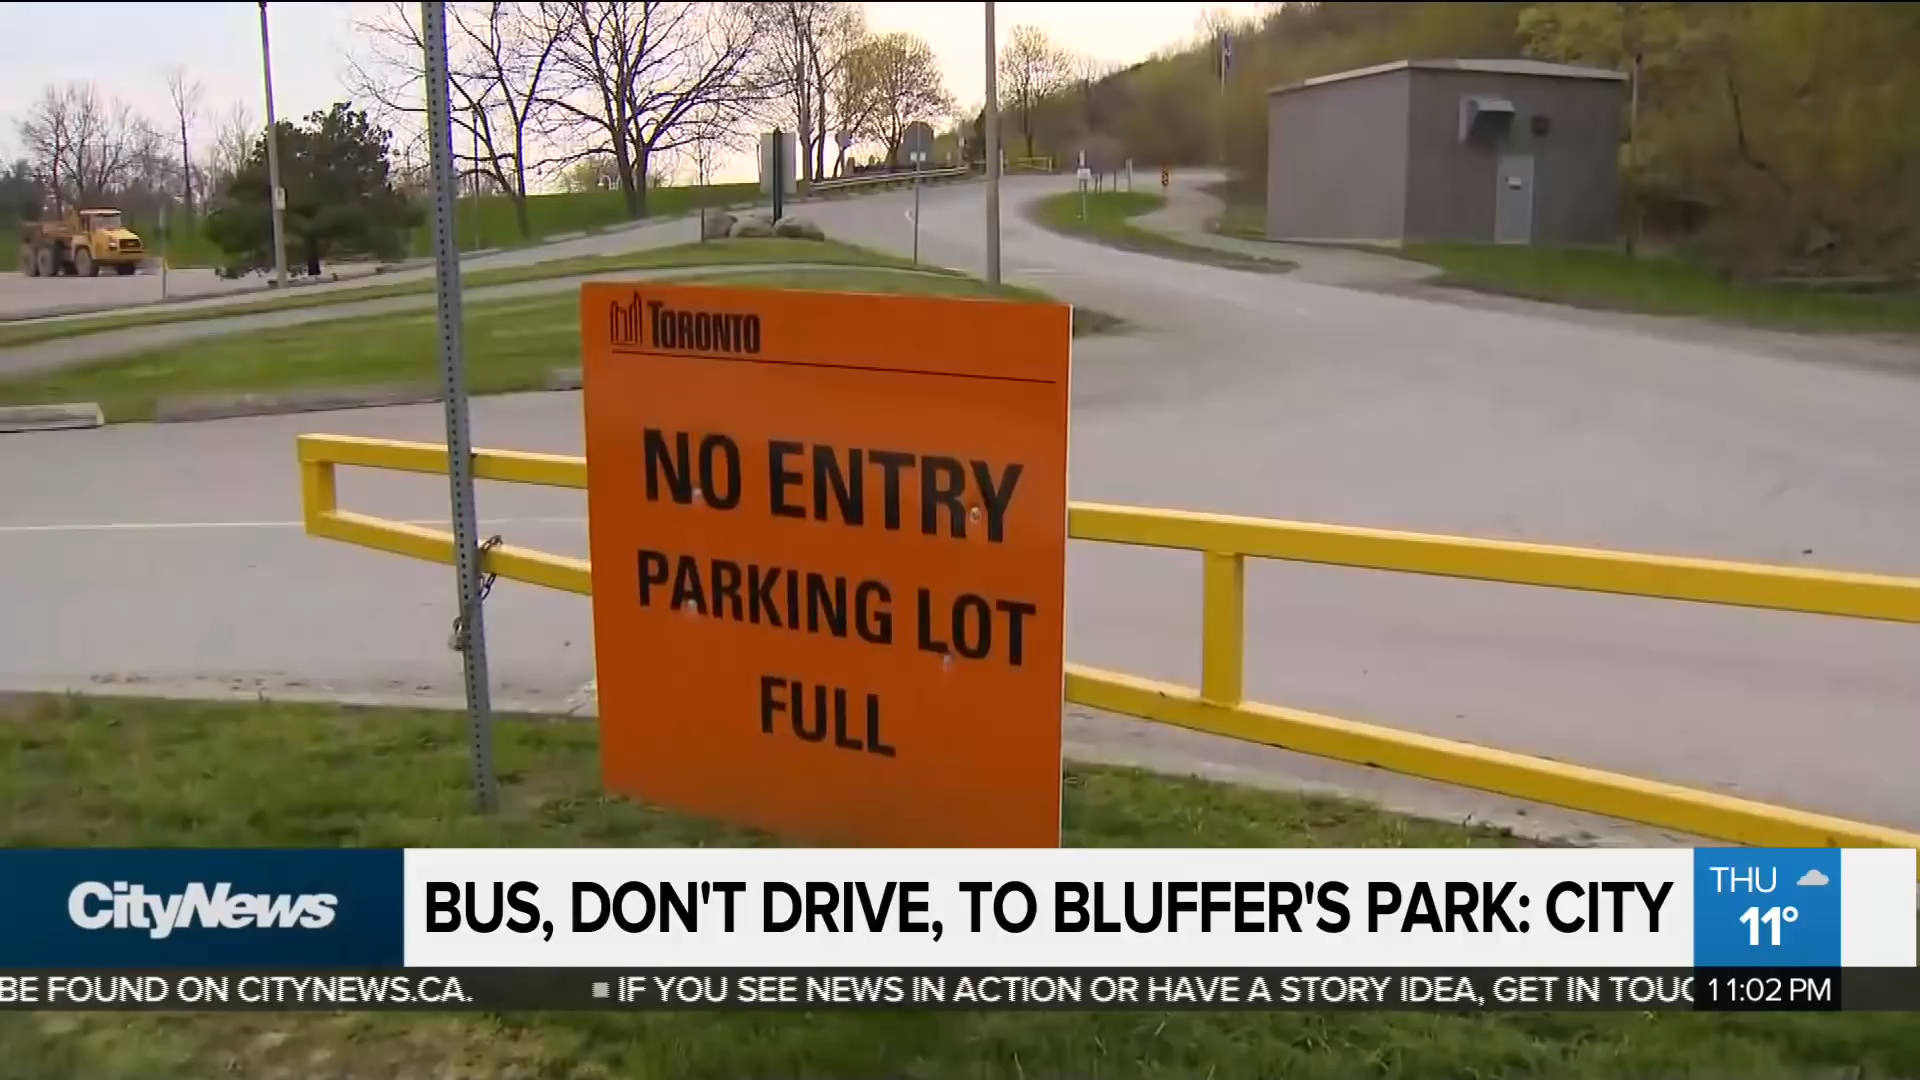 TORONTO
NO ENTRY
PARKING LOT
FULL
CityNews
BUS, DON'T DRIVE, TO BLUFFER'S PARK: CITY
THU
11°
BE FOUND ON CITYNEWS.CA.
IF YOU SEE NEWS IN ACTION OR HAVE A STORY IDEA, GET IN TOUC
11:02 PM